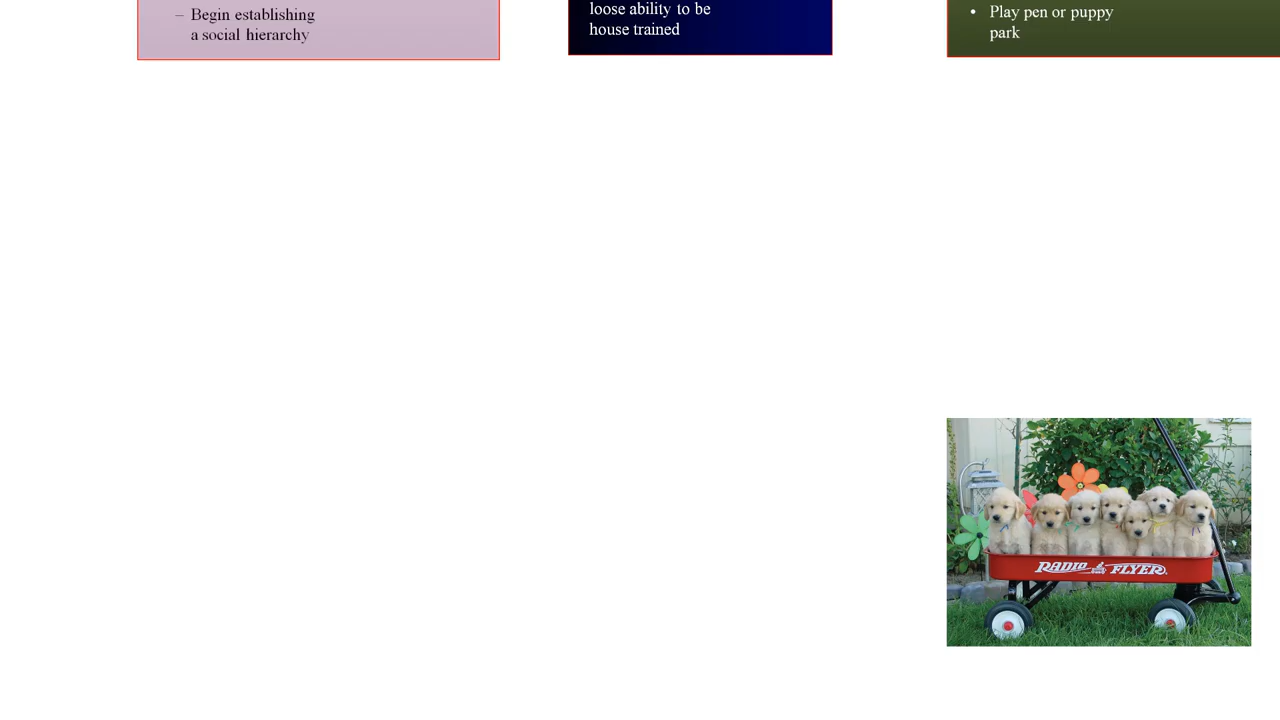 – Begin establishing
a social hierarchy
loose ability to be
house trained
• Play pen or puppy
park
RADIO FLYER